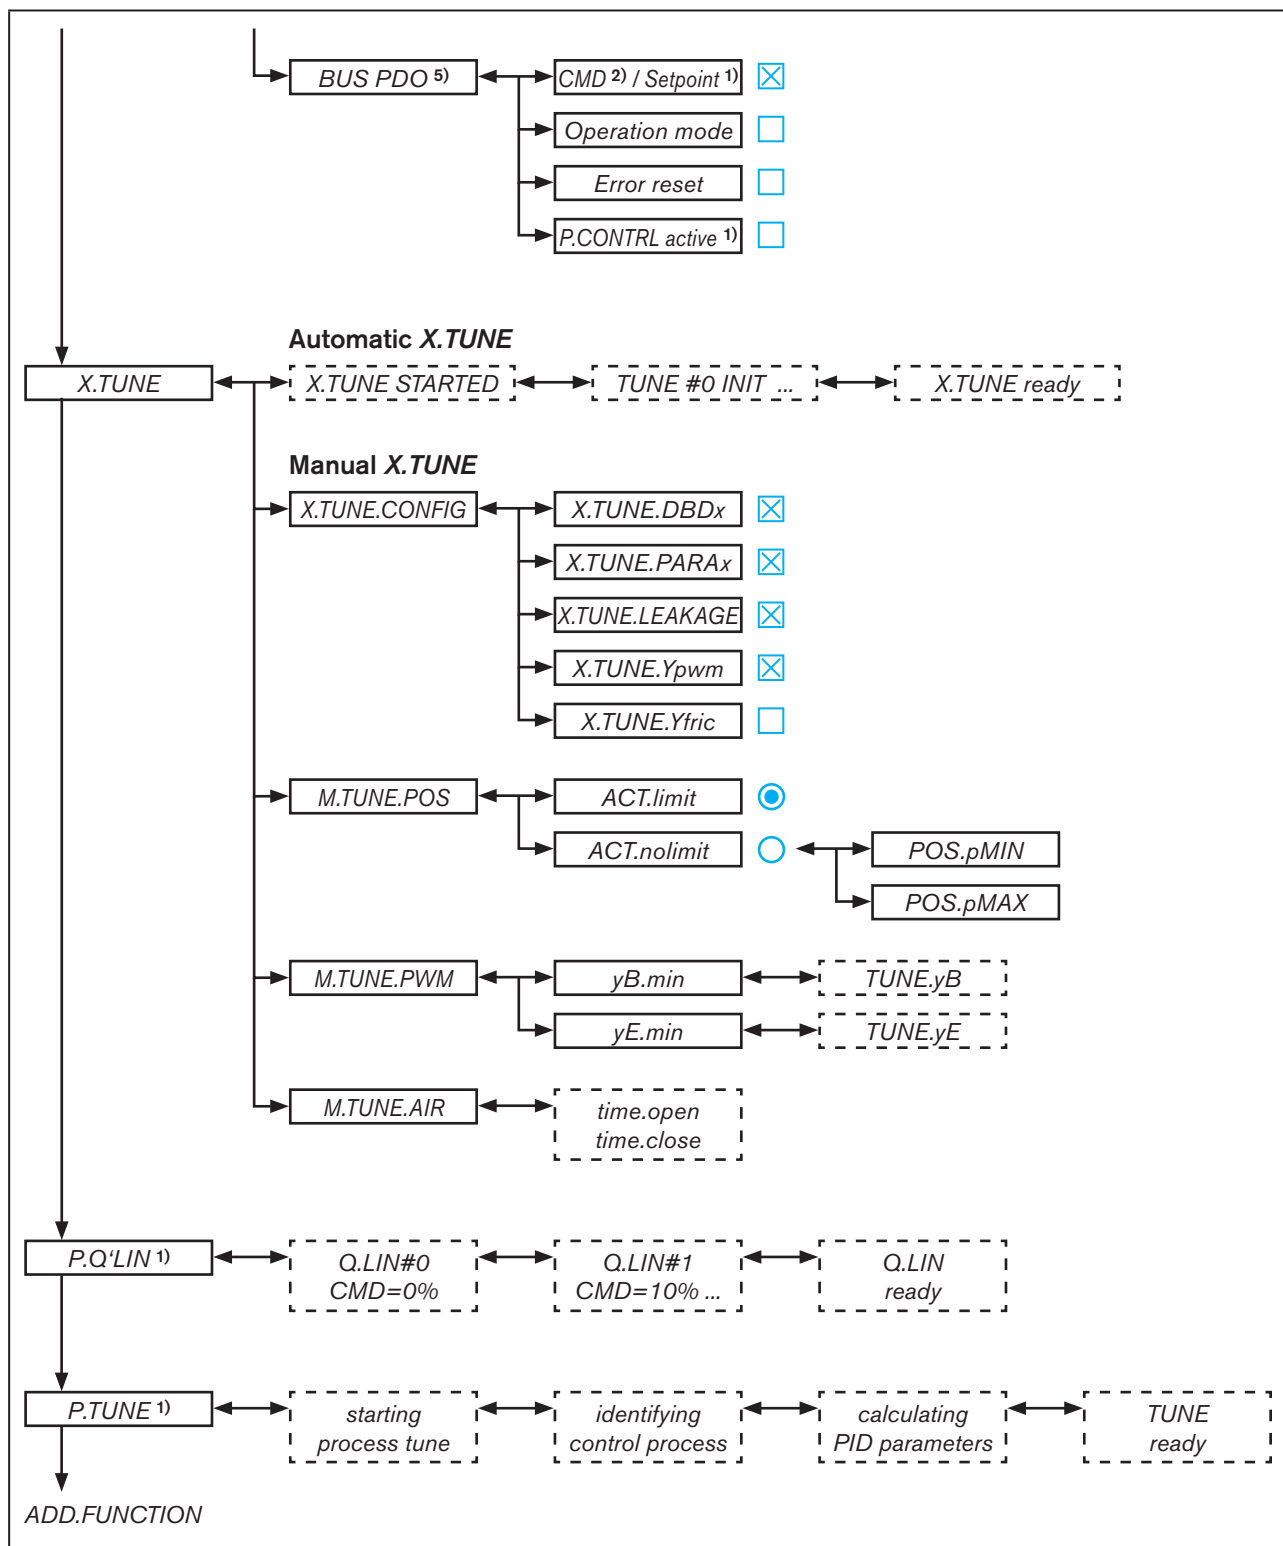 BUS PDO 5)
CMD 2) / Setpoint 1)
Operation mode
Error reset
P.CONTRL active 1)
Automatic X.TUNE
X.TUNE
X.TUNE STARTED
TUNE #0 INIT ...
X.TUNE ready
Manual X.TUNE
X.TUNE.CONFIG
X.TUNE.DBDx
X.TUNE.PARAx
X.TUNE.LEAKAGE
X.TUNE.Ypwm
X.TUNE.Yfric
M.TUNE.POS
ACT.limit
ACT.nolimit
POS.pMIN
POS.pMAX
M.TUNE.PWM
yB.min
TUNE.yB
yE.min
TUNE.yE
M.TUNE.AIR
time.open
time.close
P.Q'LIN 1)
Q.LIN#0
CMD=0%
Q.LIN#1
CMD=10% ...
Q.LIN
ready
P.TUNE 1)
starting
process tune
identifying
control process
calculating
PID parameters
TUNE
ready
ADD.FUNCTION